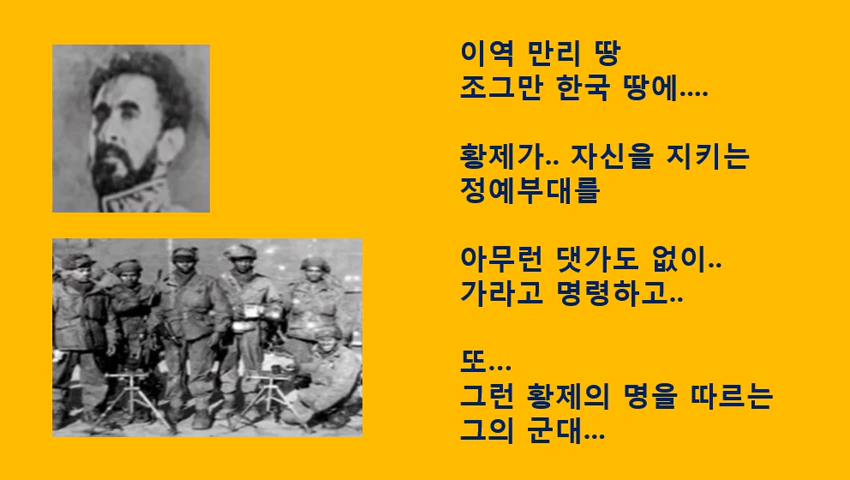 이역 만리 땅
조그만 한국 땅에....
황제가.. 자신을 지키는
정예부대를
아무런 댓가도 없이..
가라고 명령하고..
또...
그런 황제의 명을 따르는
그의 군대...